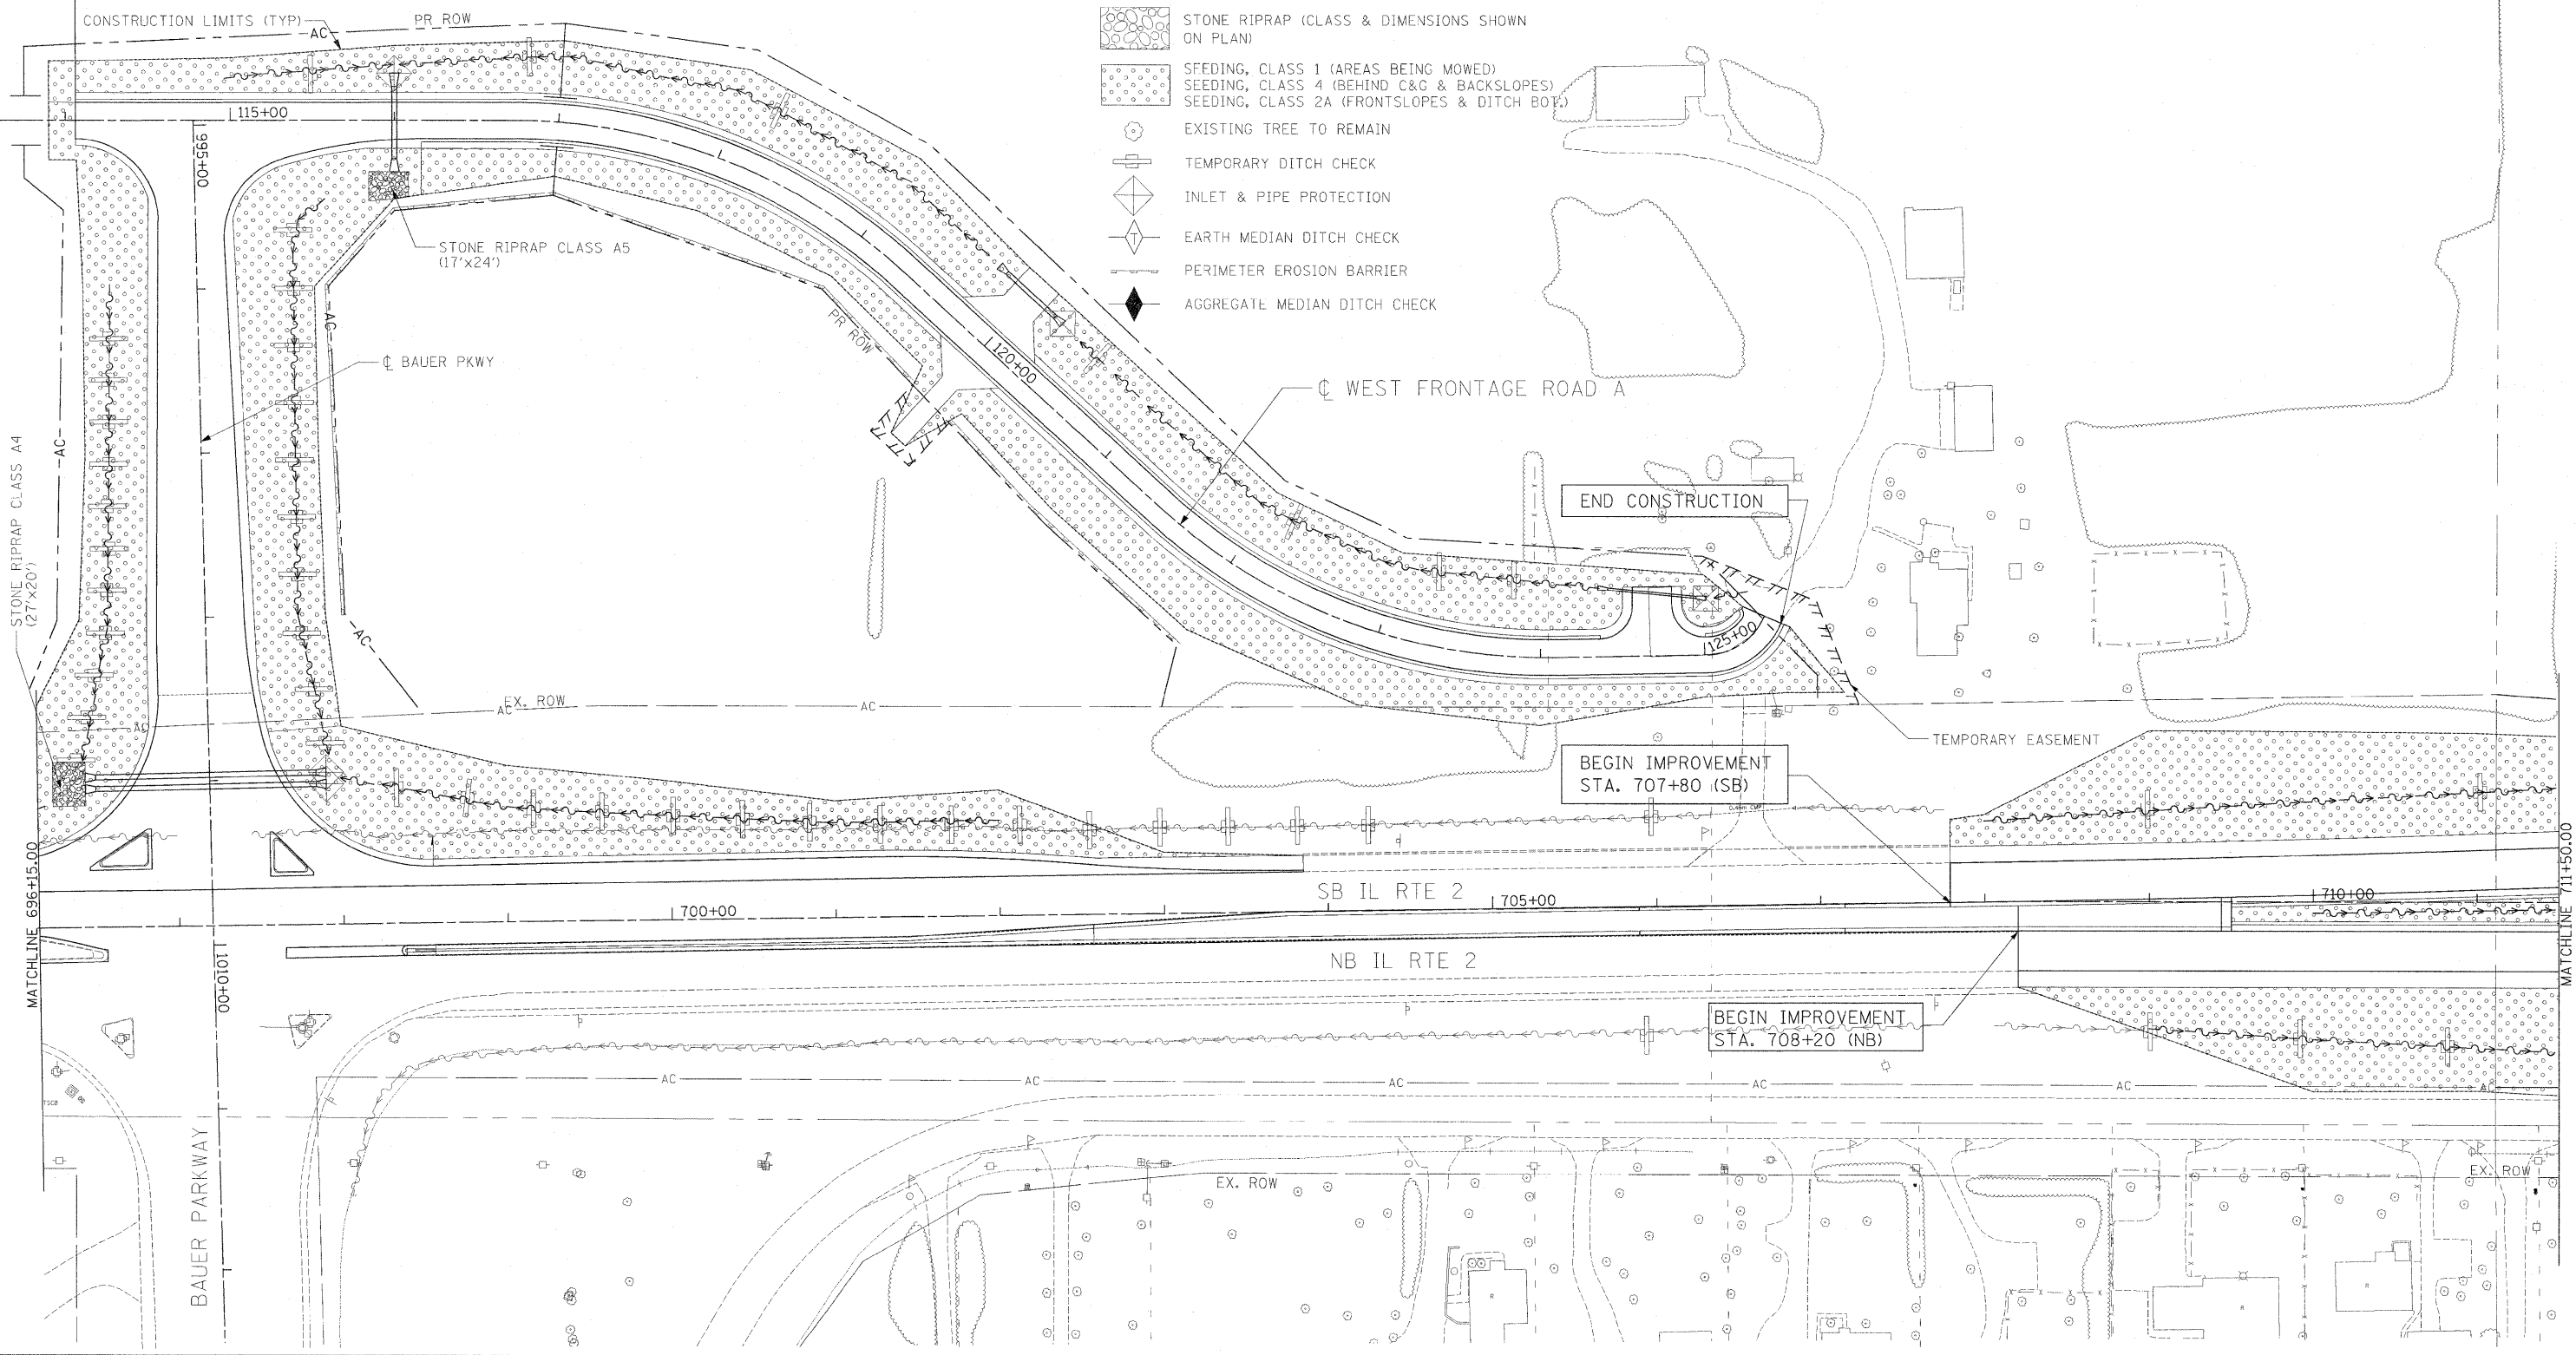 CONSTRUCTION LIMITS (TYP)
PR ROW
AC
STONE RIPRAP (CLASS & DIMENSIONS SHOWN
ON PLAN)
SEEDING, CLASS 1 (AREAS BEING MOWED)
SEEDING, CLASS 4 (BEHIND C&G & BACKSLOPES)
SEEDING, CLASS 2A (FRONTSLOPES & DITCH BOT.)
EXISTING TREE TO REMAIN
TEMPORARY DITCH CHECK
INLET & PIPE PROTECTION
EARTH MEDIAN DITCH CHECK
PERIMETER EROSION BARRIER
AGGREGATE MEDIAN DITCH CHECK
115+00
995+00
STONE RIPRAP CLASS A5
(17'x24')
AC
PR ROW
℄ BAUER PKWY
120+00
℄ WEST FRONTAGE ROAD A
AC
STONE RIPRAP CLASS A4
(27'x20')
END CONSTRUCTION
125+00
AC
EX. ROW
AC
AC
AC
TEMPORARY EASEMENT
BEGIN IMPROVEMENT
STA. 707+80 (SB)
MATCHLINE 696+15.00
MATCHLINE 711+50.00
SB IL RTE 2
700+00
705+00
710+00
NB IL RTE 2
1010+00
BEGIN IMPROVEMENT
STA. 708+20 (NB)
AC
AC
AC
AC
AC
AC
TSCB
BAUER PARKWAY
EX. ROW
EX. ROW
R
R
R